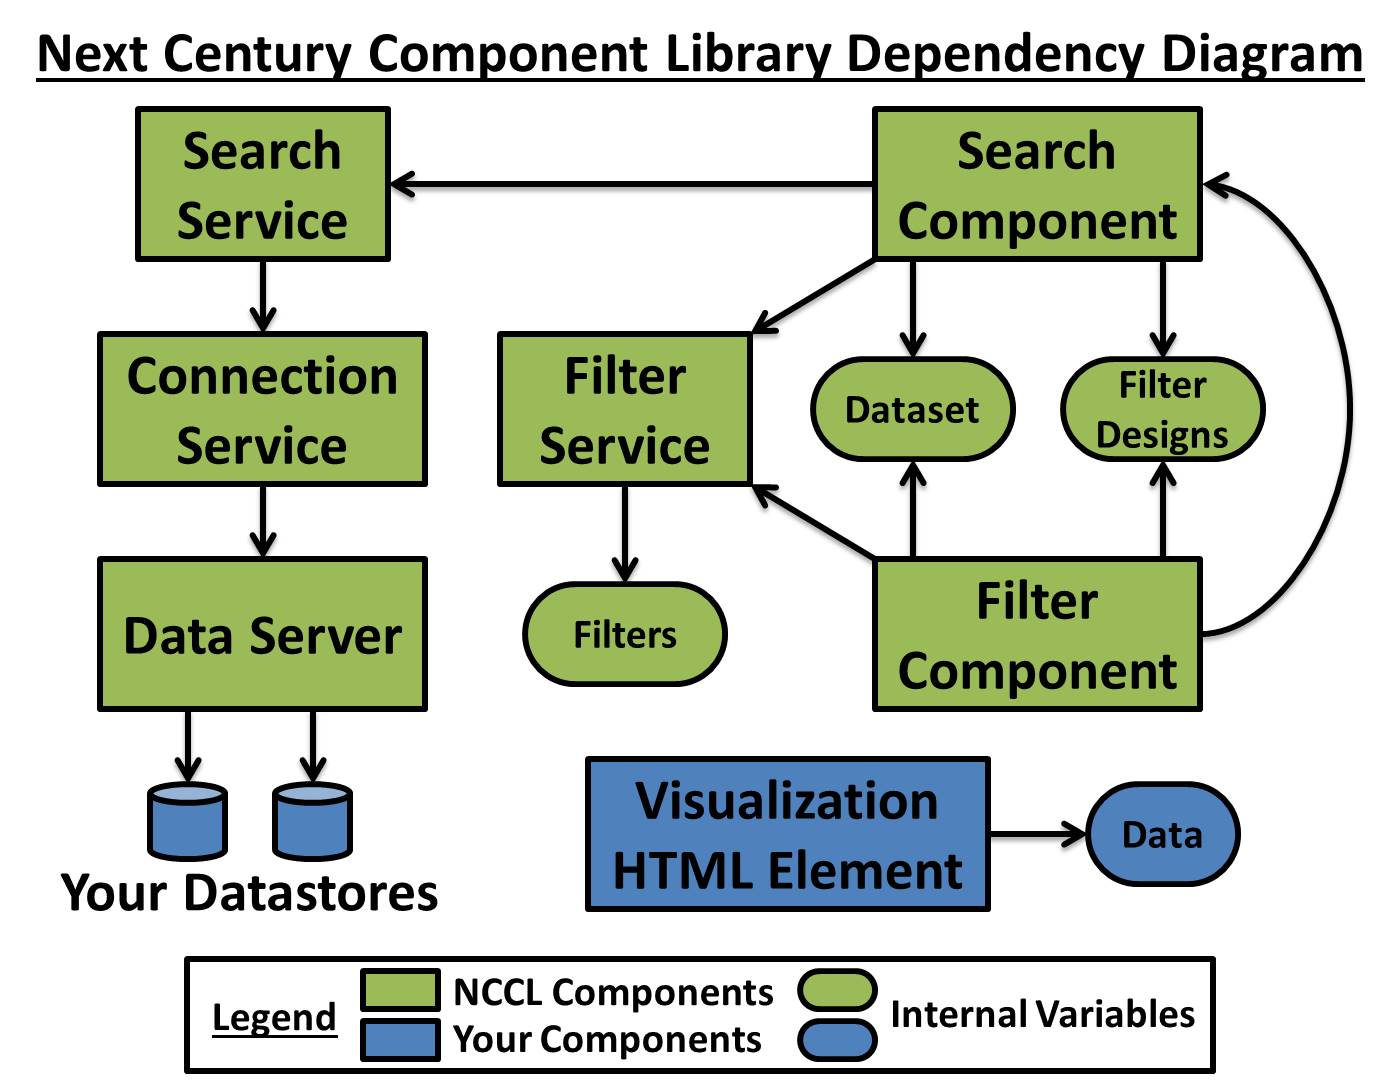 Next Century Component Library Dependency Diagram
Search
Service
Search
Component
Connection
Service
Filter
Service
Dataset
Filter
Designs
Data Server
Filters
Filter
Component
Your Datastores
Visualization
HTML Element
Data
Legend
NCCL Components
Your Components
Internal Variables